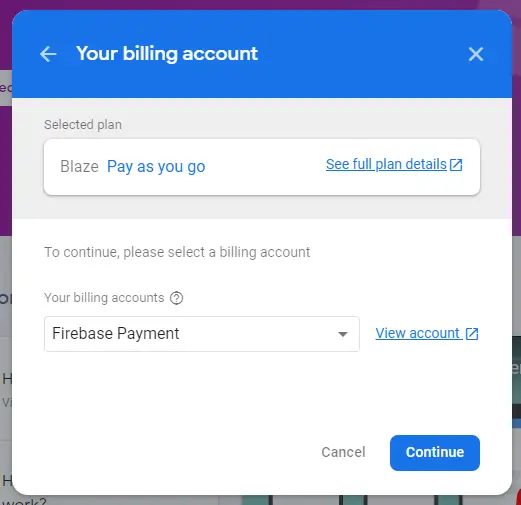 Your billing account
Selected plan
Blaze Pay as you go
See full plan details
To continue, please select a billing account
Your billing accounts
Firebase Payment
View account
Cancel
Continue
work?